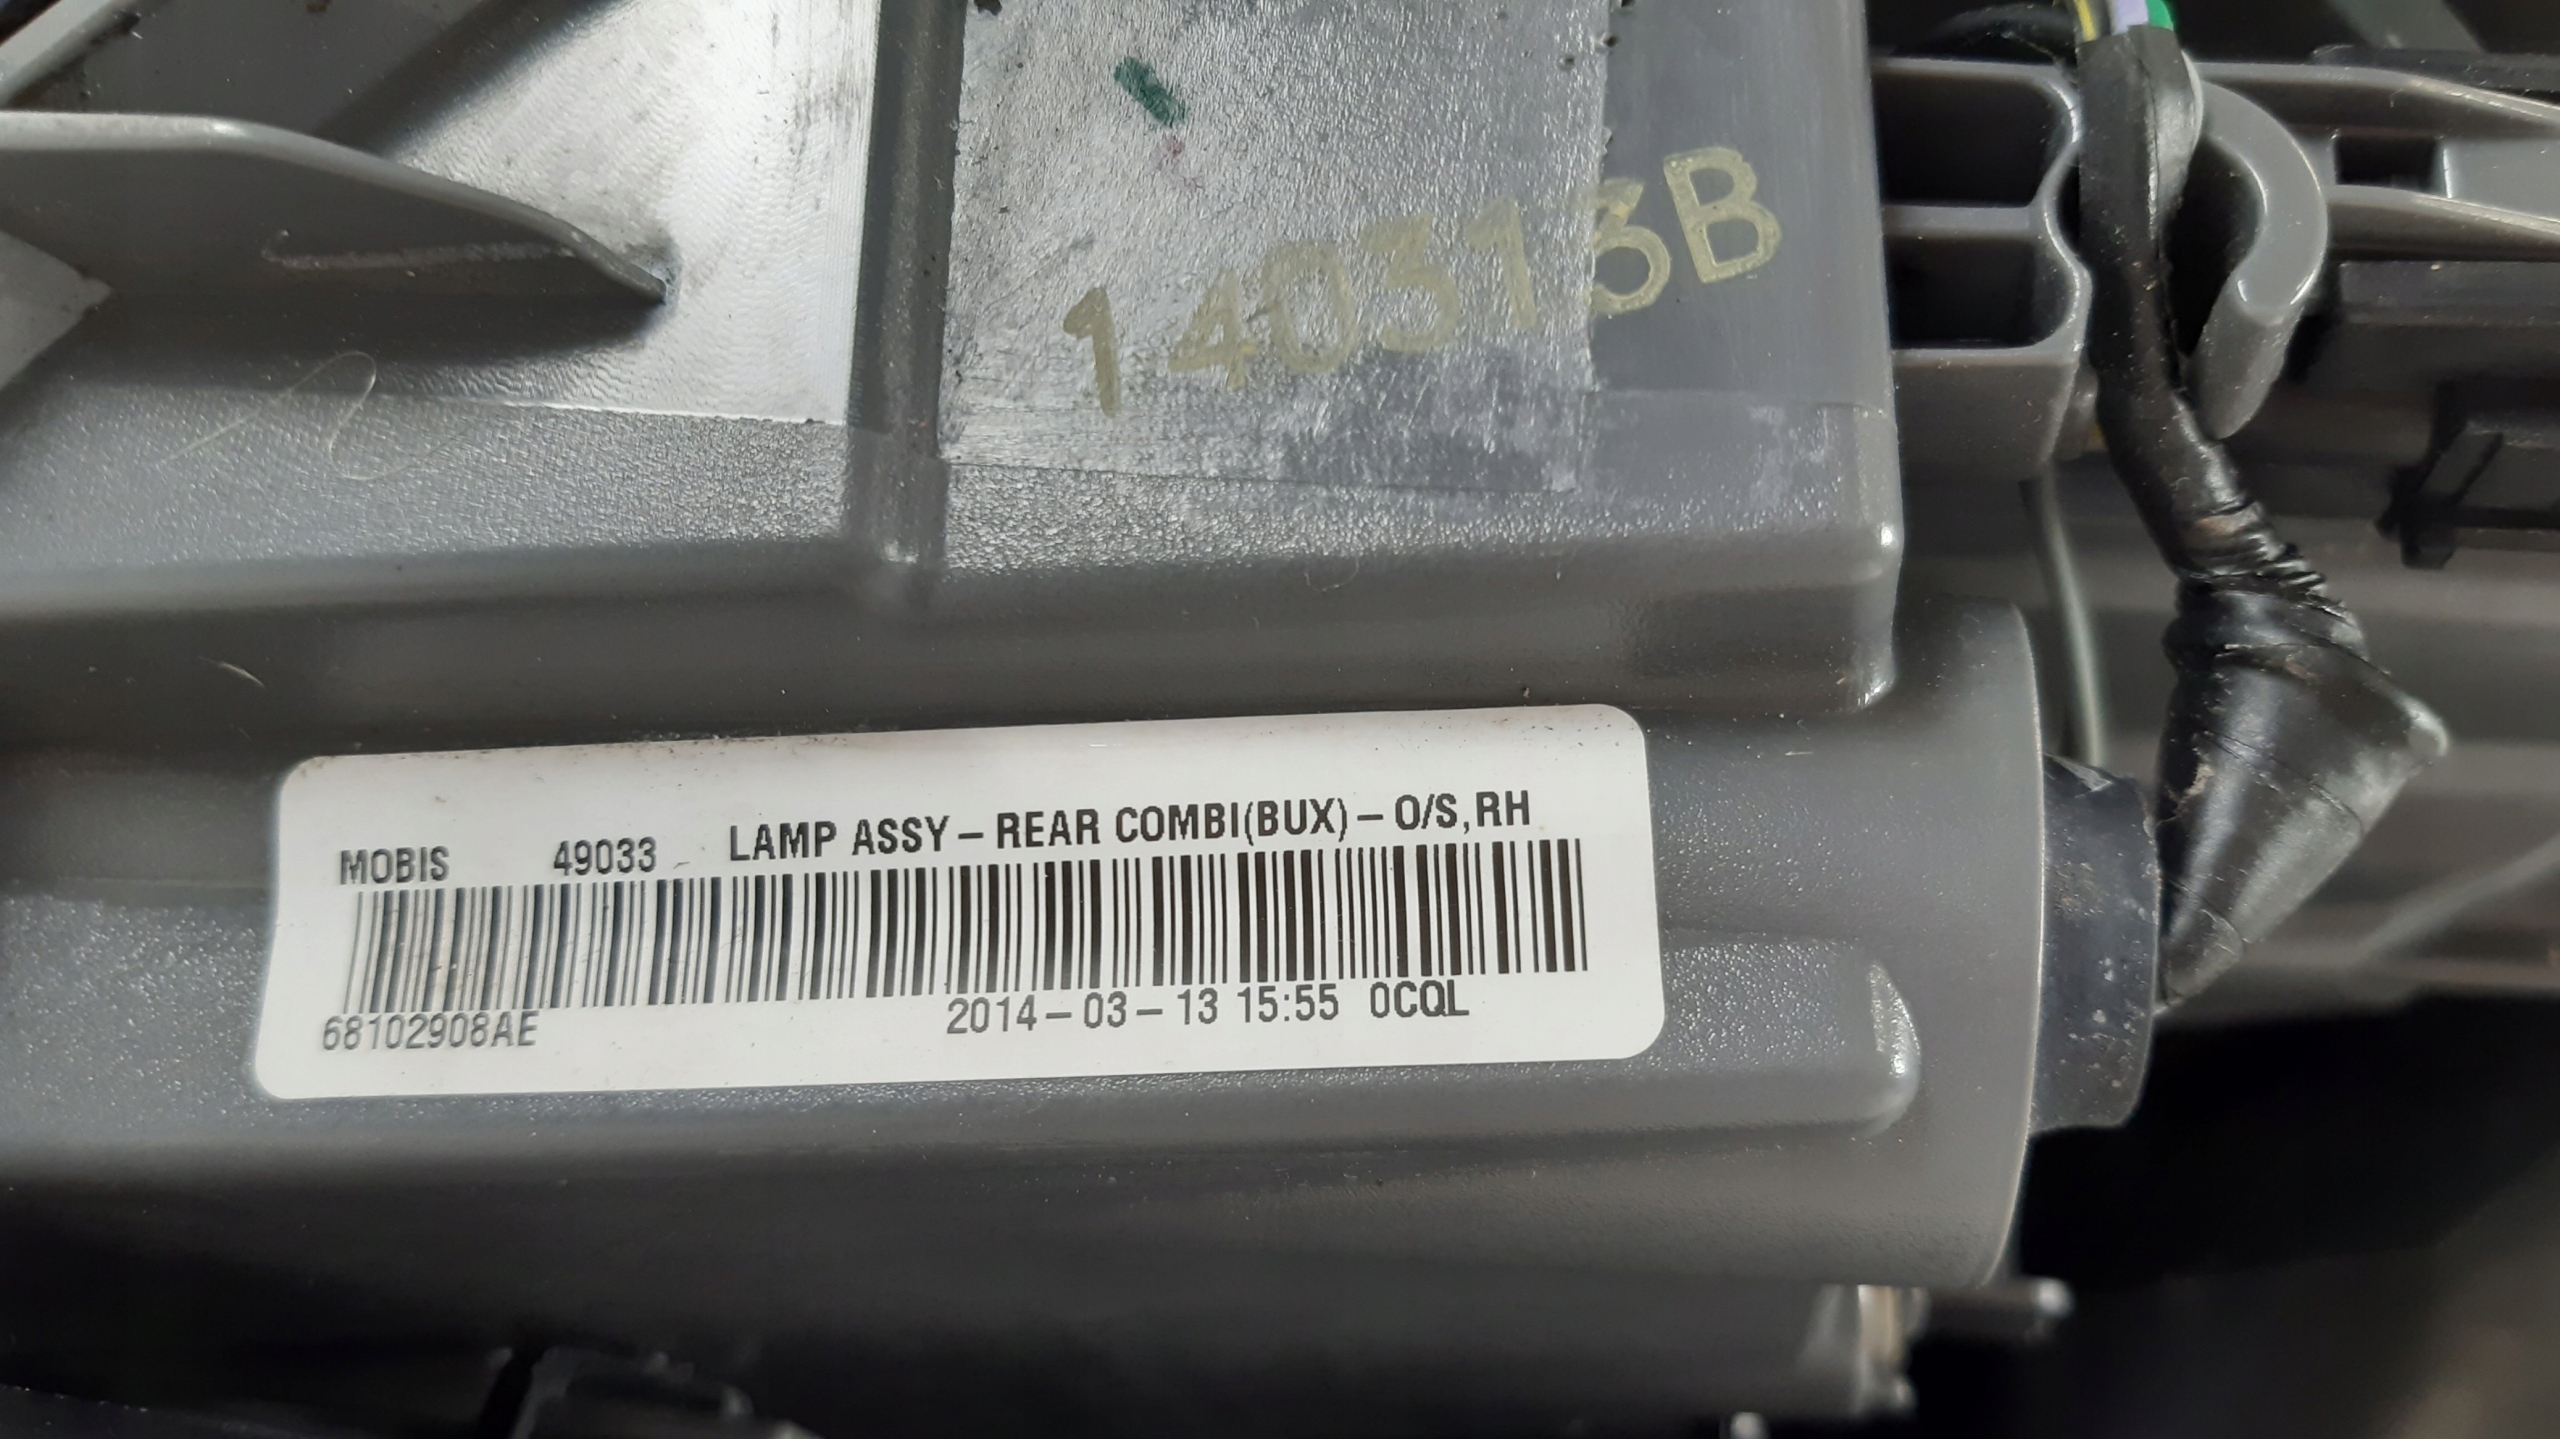 140313B
MOBIS 49033 LAMP ASSY-REAR COMBI(BUX)-O/S,RH
68102908AE 2014-03-13 15:55 0CQL